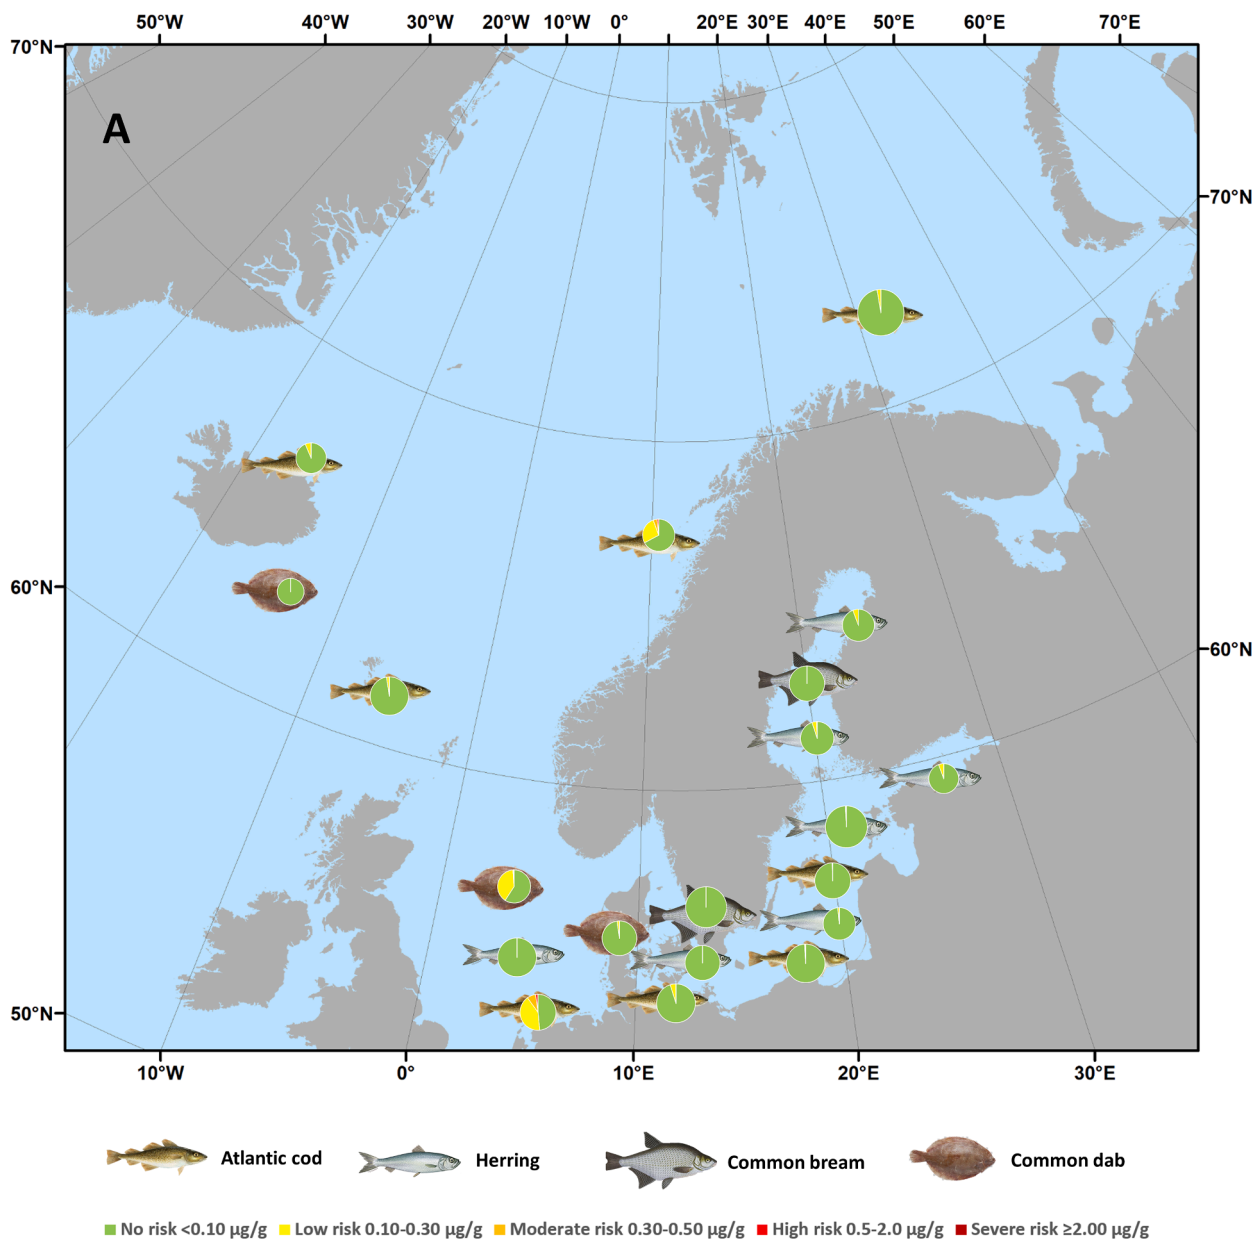 50°W 40°W 30°W 20°W 10°W 0° 20°E 30°E 40°E 50°E 60°E 70°E
70°N
A
70°N
60°N
60°N
50°N
10°W 0° 10°E 20°E 30°E
Atlantic cod Herring Common bream Common dab
No risk <0.10 µg/g Low risk 0.10-0.30 µg/g Moderate risk 0.30-0.50 µg/g High risk 0.5-2.0 µg/g Severe risk ≥2.00 µg/g